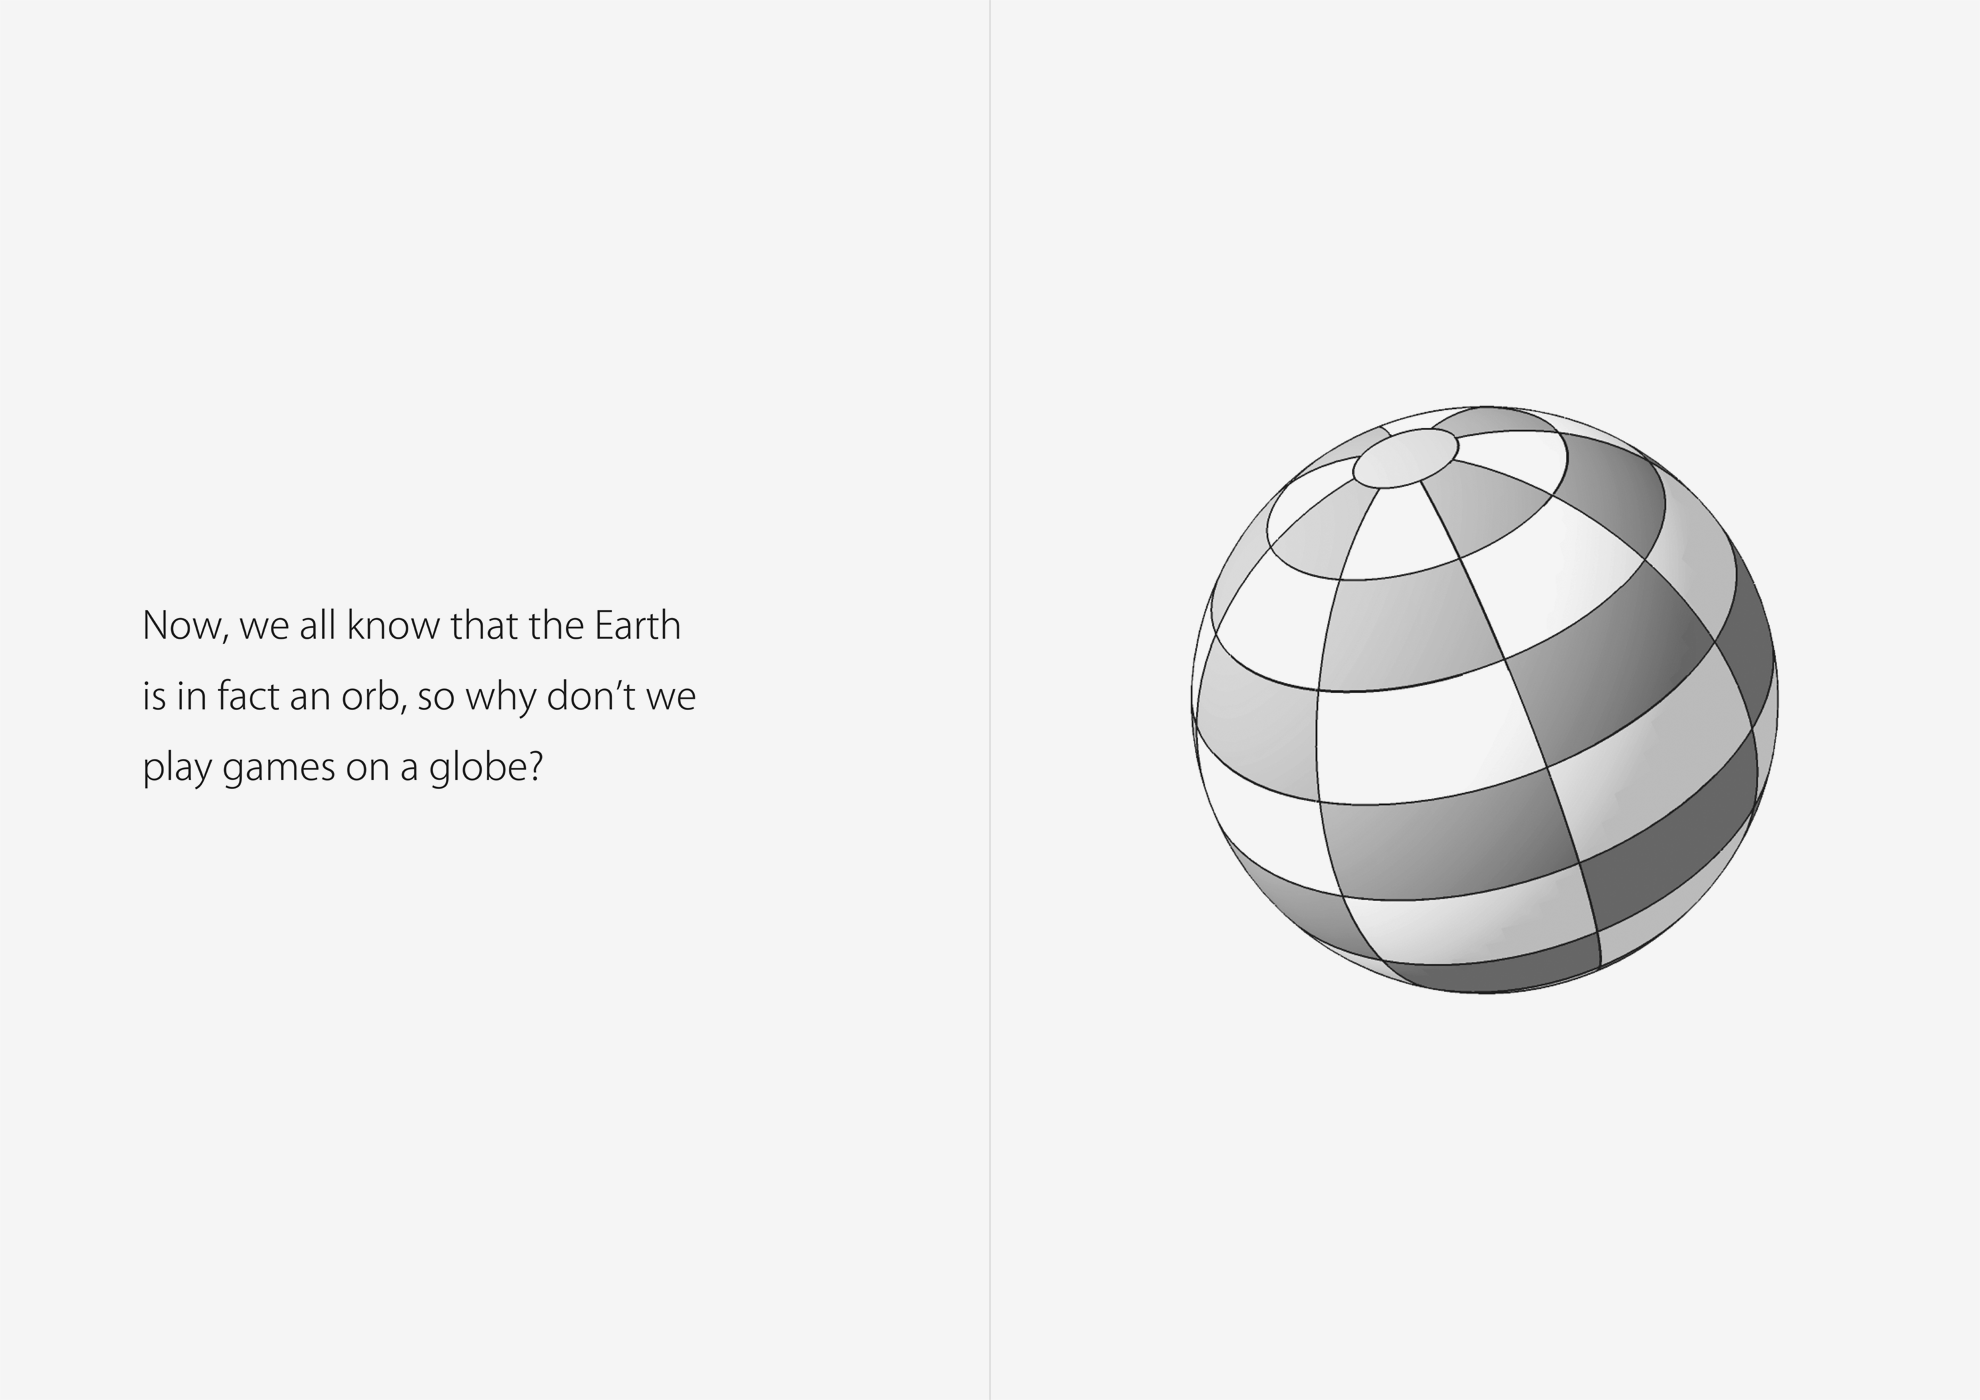 Now, we all know that the Earth
is in fact an orb, so why don’t we
play games on a globe?